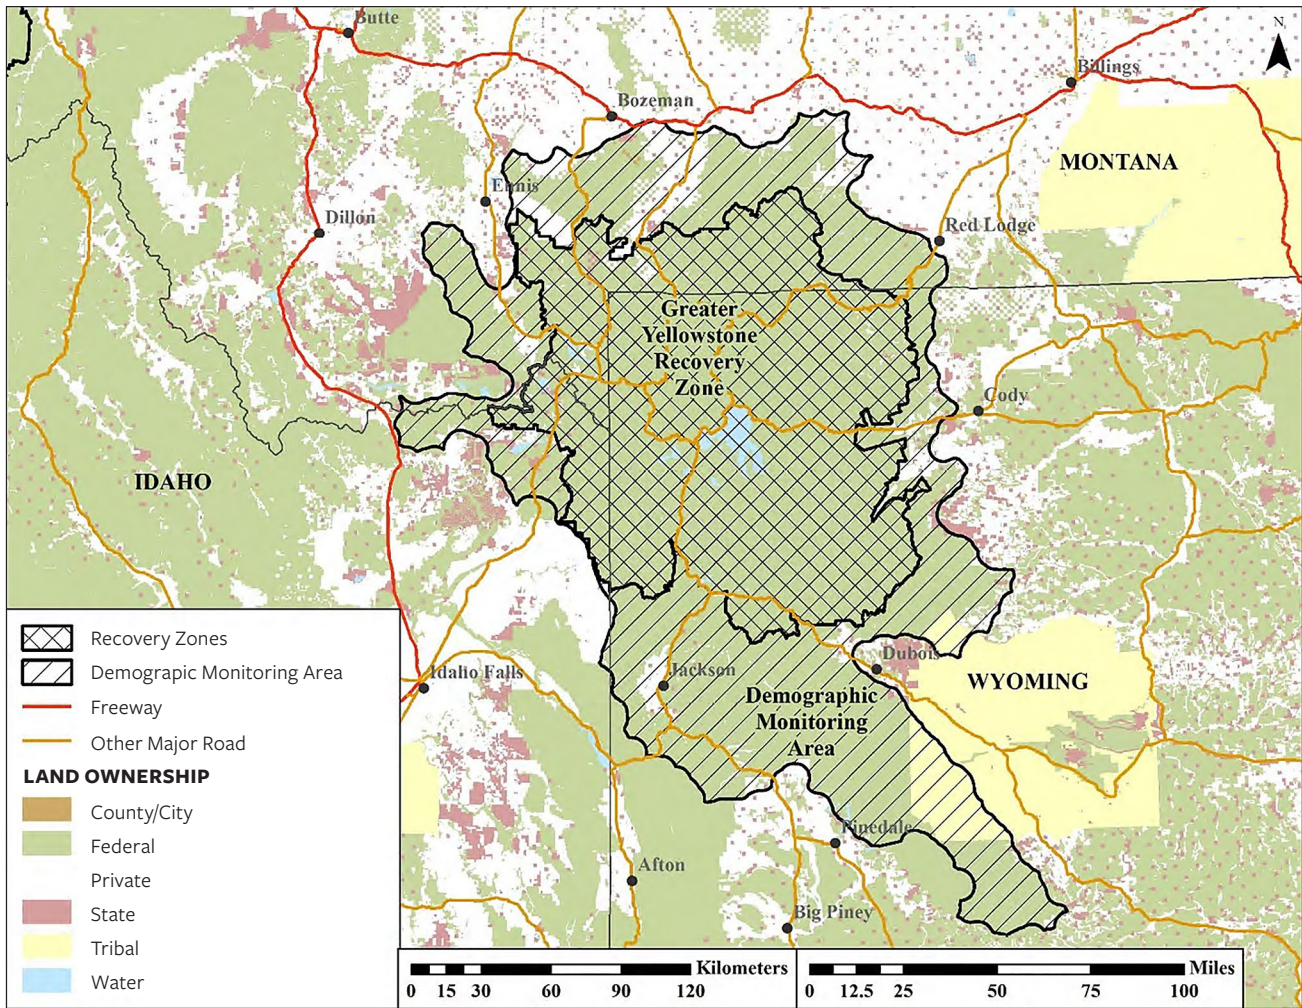 Butte
N
Billings
Bozeman
MONTANA
Ennis
Dillon
Red Lodge
Greater
Yellowstone
Recovery
Zone
Cody
IDAHO
Recovery Zones
Demograpic Monitoring Area
Freeway
Other Major Road
LAND OWNERSHIP
County/City
Federal
Private
State
Tribal
Water
Idaho Falls
Jackson
Dubois
WYOMING
Demographic
Monitoring
Area
Pinedale
Afton
Big Piney
Kilometers
0 15 30 60 90 120
Miles
0 12.5 25 50 75 100